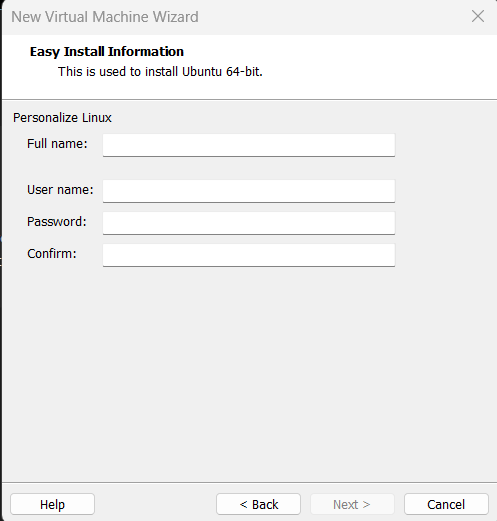 New Virtual Machine Wizard
Easy Install Information
This is used to install Ubuntu 64-bit.
Personalize Linux
Full name:
User name:
Password:
Confirm:
Help < Back Next > Cancel